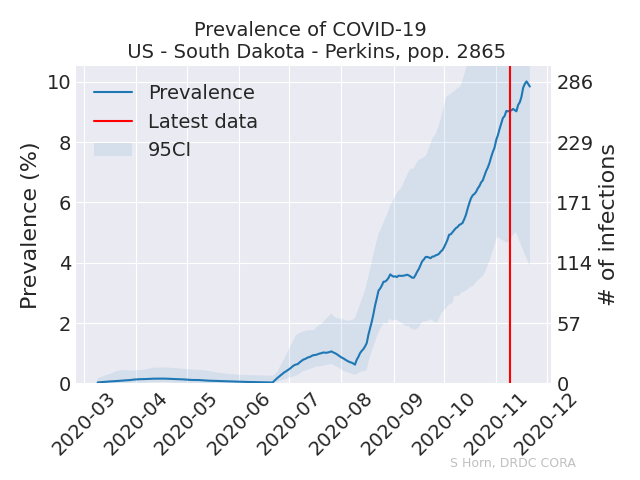 Prevalence of COVID-19
US - South Dakota - Perkins, pop. 2865
Prevalence
Latest data
95CI
Prevalence (%)
10
8
6
4
2
0
286
229
171
114
57
0
# of infections
2020-03
2020-04
2020-05
2020-06
2020-07
2020-08
2020-09
2020-10
2020-11
2020-12
S Horn, DRDC CORA